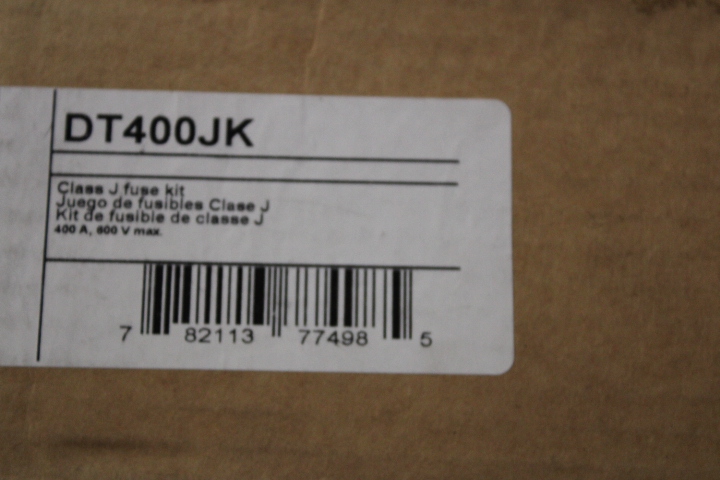 DT400JK
Class J fuse kit
Juego de fusibles Clase J
Kit de fusible de classe J
400 A, 600 V max.
7 82113 77498 5